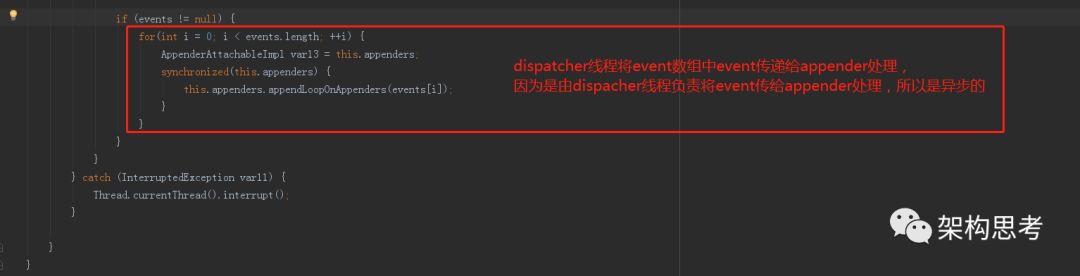 if (events != null) {
for(int i = 0; i < events.length; ++i) {
AppenderAttachableImpl var13 = this.appenders;
synchronized(this.appenders) {
this.appenders.appendLoopOnAppenders(events[i]);
}
}
}
}
} catch (InterruptedException var11) {
Thread.currentThread().interrupt();
}
}
}
dispatcher线程将event数组中event传递给appender处理，
因为是由dispacher线程负责将event传给appender处理，所以是异步的
架构思考